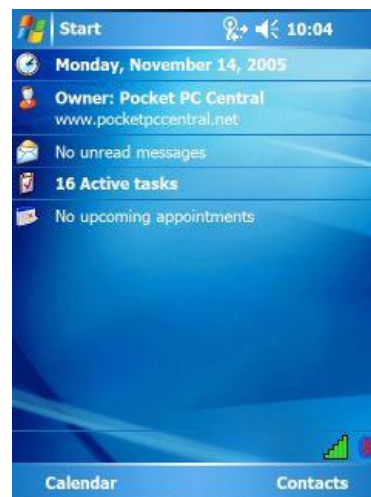 Start 10:04
Monday, November 14, 2005
Owner: Pocket PC Central
www.pocketpccentral.net
No unread messages
16 Active tasks
No upcoming appointments
Calendar Contacts